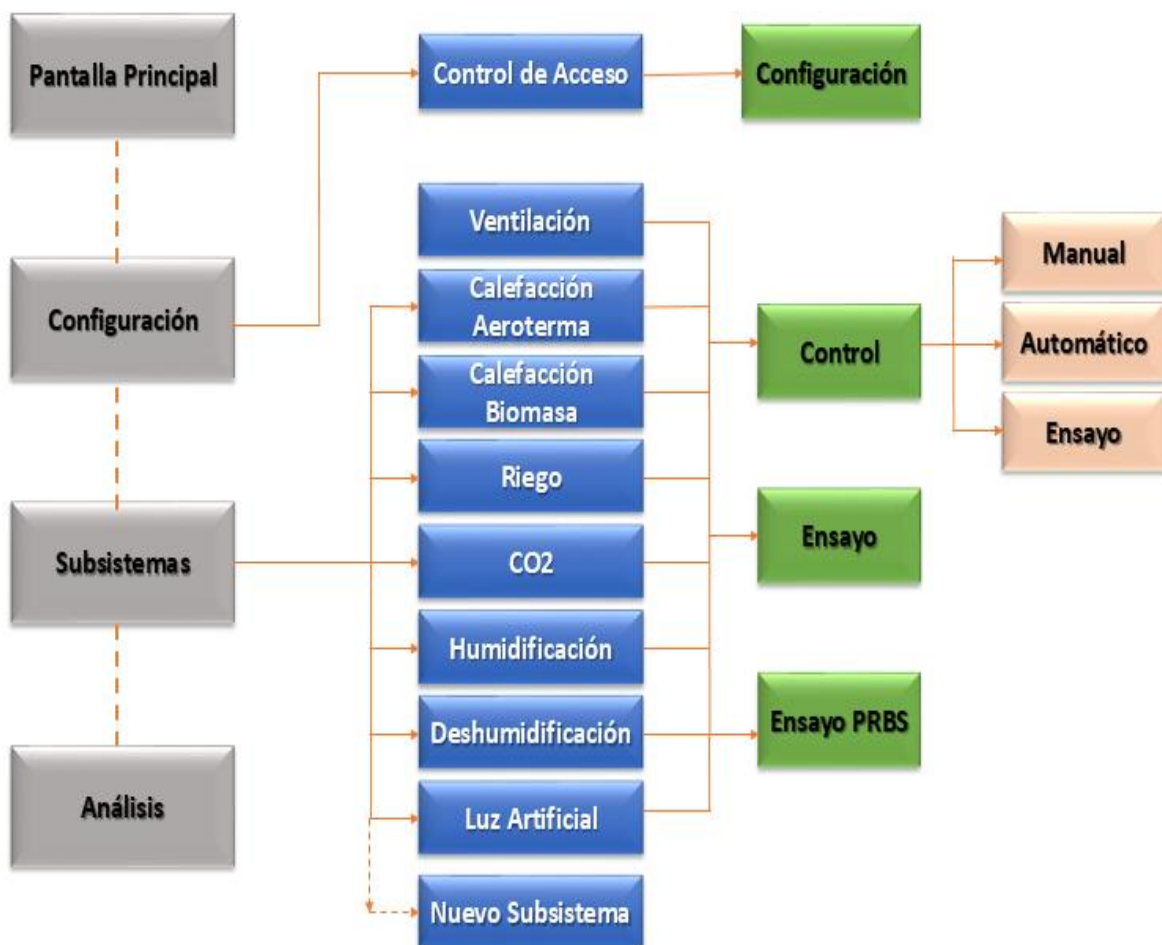 Pantalla Principal
Control de Acceso
Configuración
Configuración
Subsistemas
Análisis
Ventilación
Calefacción
Aeroterma
Calefacción
Biomasa
Riego
CO2
Humidificación
Deshumidificación
Luz Artificial
Nuevo Subsistema
Control
Ensayo
Ensayo PRBS
Manual
Automático
Ensayo